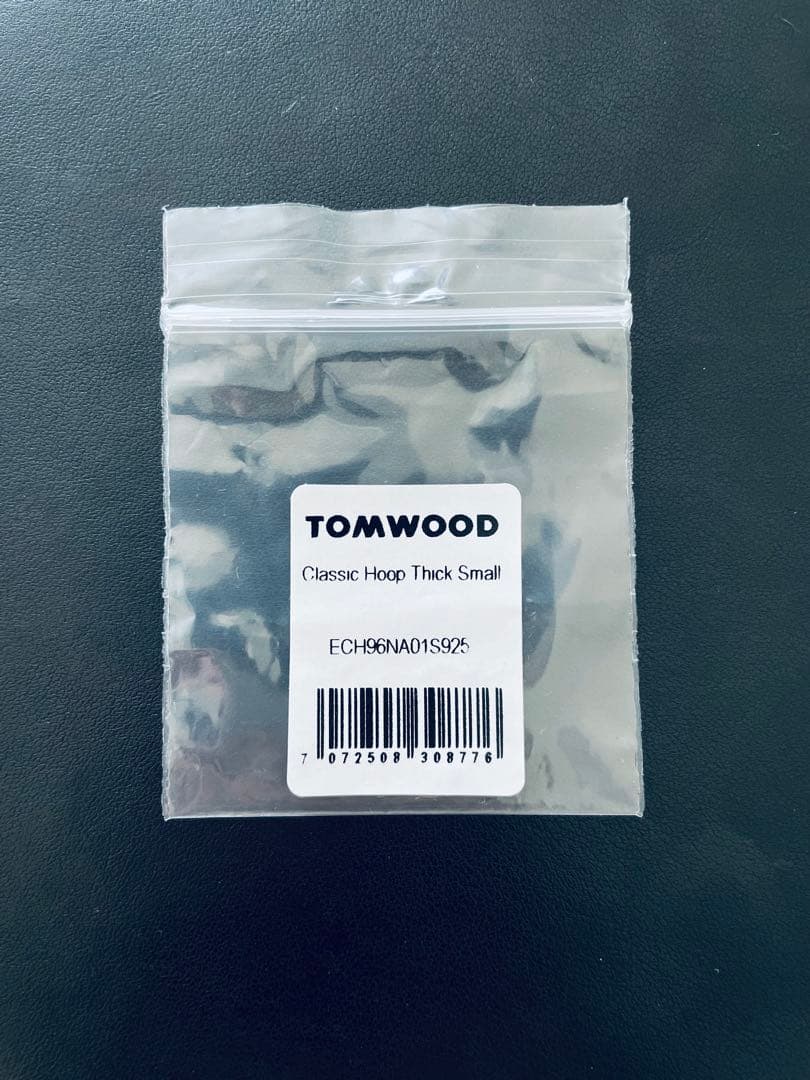 TOMWOOD
Classic Hoop Thick Small
ECH96NA01S925
7 072508 308776